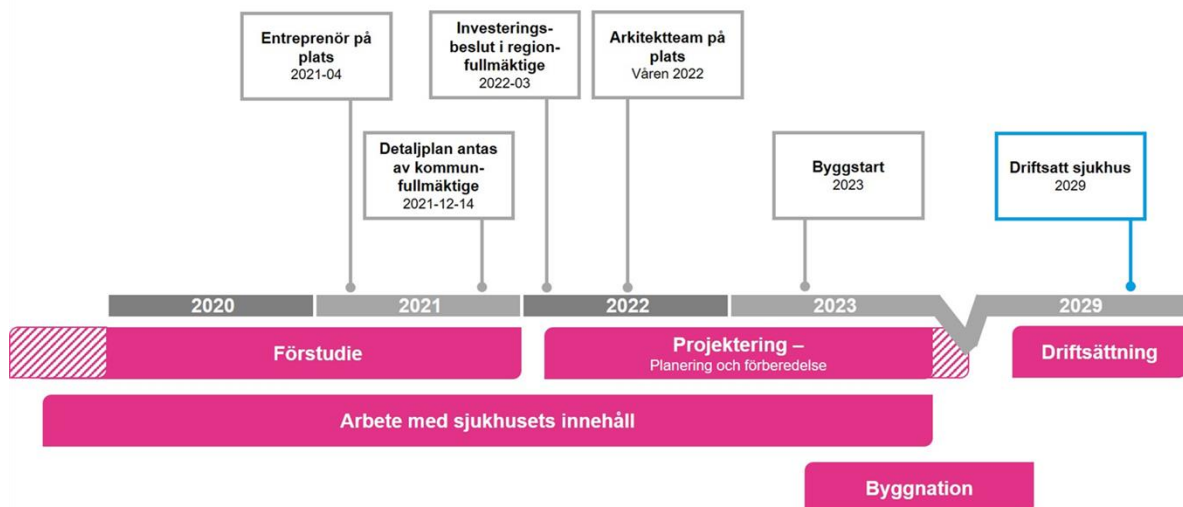 Entreprenör på
plats
2021-04
Investerings-
beslut i region-
fullmäktige
2022-03
Arkitektteam på
plats
Våren 2022
Detaljplan antas
av kommun-
fullmäktige
2021-12-14
Byggstart
2023
Driftsatt sjukhus
2029
2020
2021
2022
2023
2029
Förstudie
Projektering –
Planering och förberedelse
Driftsättning
Arbete med sjukhusets innehåll
Byggnation